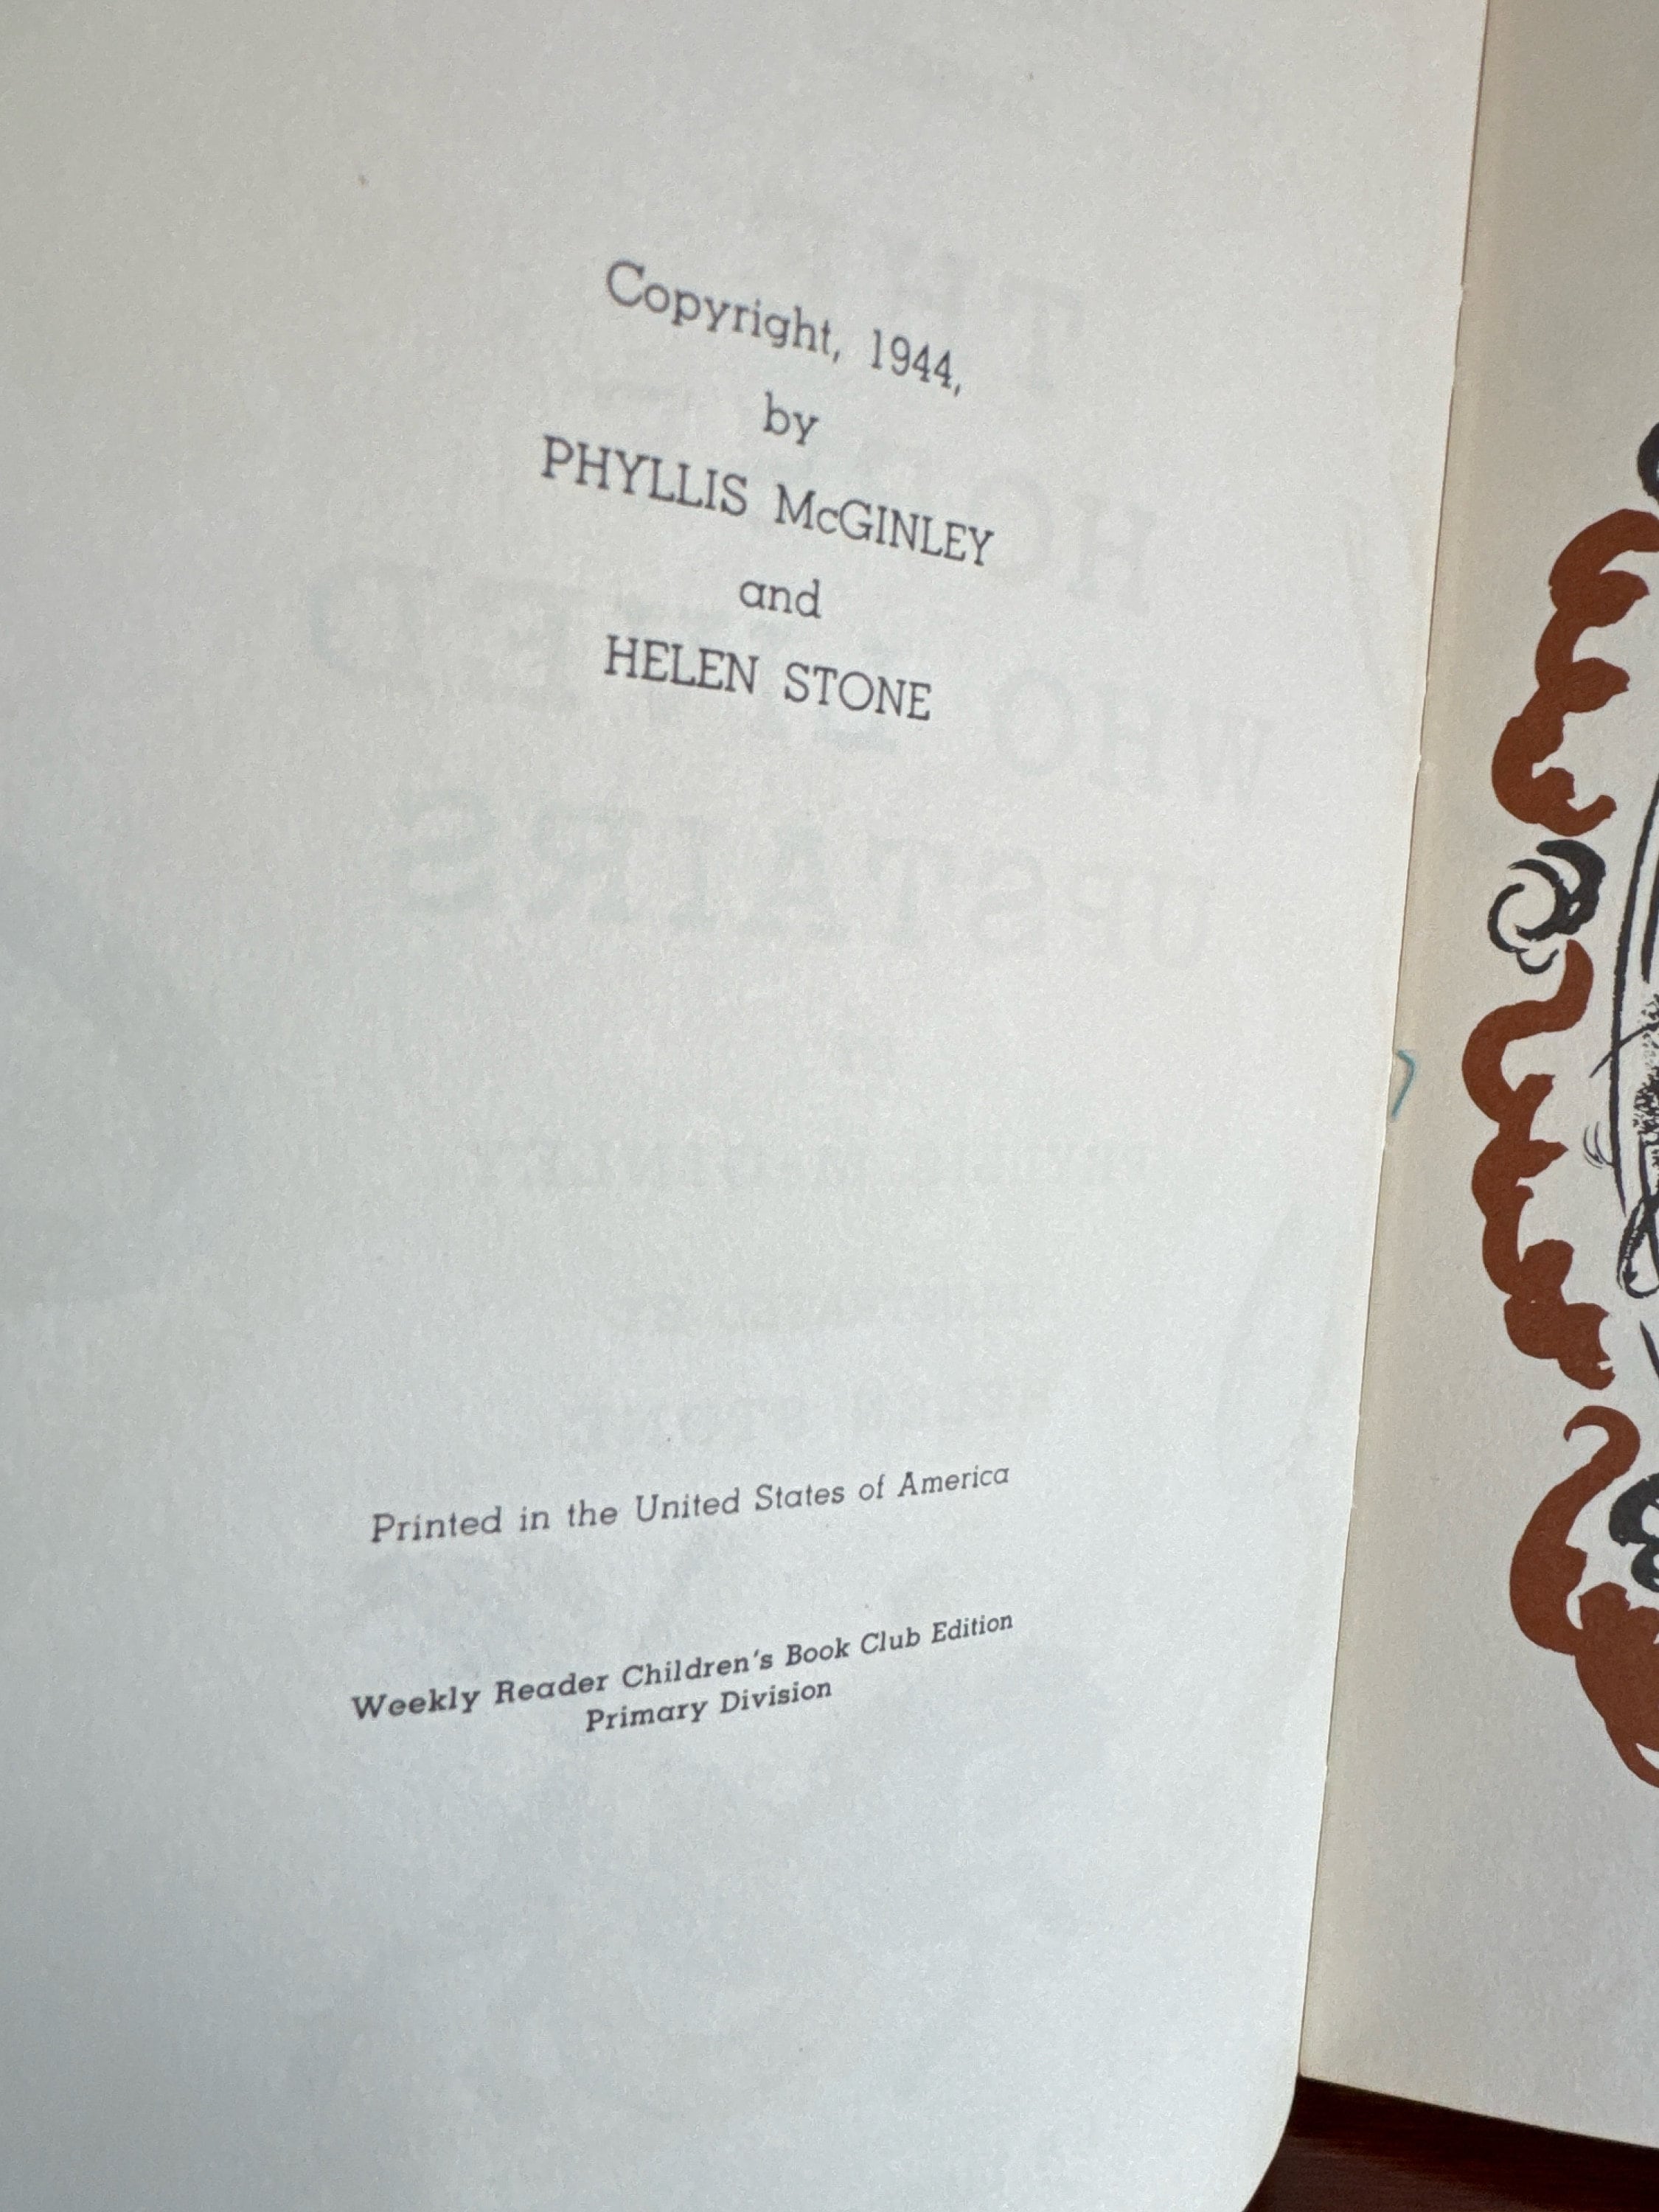 Copyright, 1944,
by
PHYLLIS McGINLEY
and
HELEN STONE
Printed in the United States of America
Weekly Reader Children's Book Club Edition
Primary Division